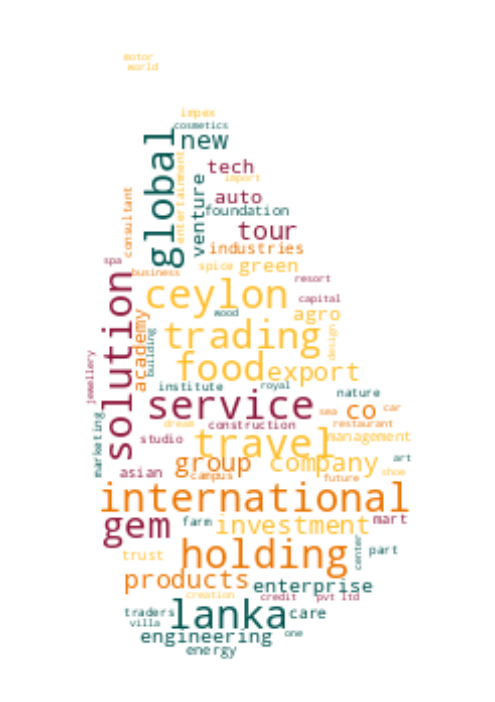 motor
world
impex
cosmetics
global
new
entertainment
tech
import
venture
consultant
auto
foundation
tour
industries
spa
business
spice
green
resort
solution
ceylon
capital
wood
agro
academy
building
trading
design
jewellery
food
export
institute
royal
nature
service
sea
co
car
marketing
dream
construction
restaurant
studio
travel
management
asian
group
company
art
campus
future
shoe
international
gem
farm
investment
mart
trust
holding
center
part
products
enterprise
creation
credit
pvt ltd
traders
lanka
care
villa
engineering
one
energy